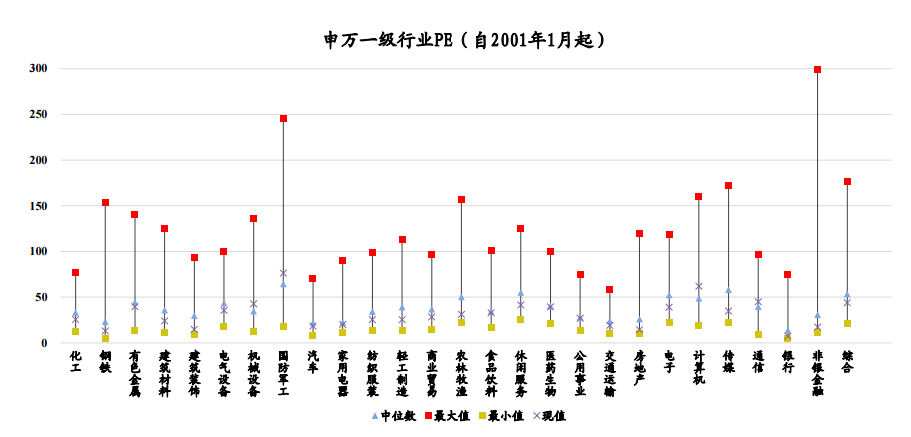 申万一级行业PE（自2001年1月起）
300
250
200
150
100
50
0
化工
钢铁
有色金属
建筑材料
建筑装饰
电气设备
机械设备
国防军工
汽车
家用电器
纺织服装
轻工制造
商业贸易
农林牧渔
食品饮料
休闲服务
医药生物
公用事业
交通运输
房地产
电子
计算机
传媒
通信
银行
非银金融
综合
中位数 最大值 最小值 现值